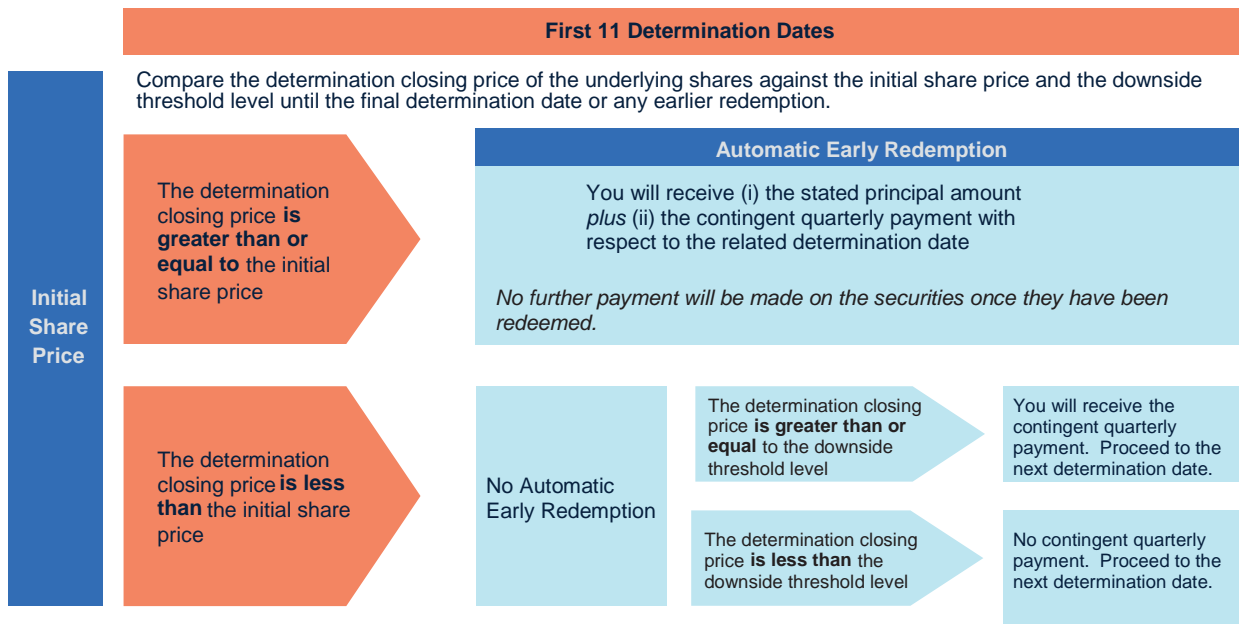 First 11 Determination Dates
Compare the determination closing price of the underlying shares against the initial share price and the downside
threshold level until the final determination date or any earlier redemption.
Initial
Share
Price
The determination
closing price is
greater than or
equal to the initial
share price
Automatic Early Redemption
You will receive (i) the stated principal amount
plus (ii) the contingent quarterly payment with
respect to the related determination date
No further payment will be made on the securities once they have been
redeemed.
The determination
closing price is less
than the initial share
price
No Automatic
Early Redemption
The determination closing
price is greater than or
equal to the downside
threshold level
You will receive the
contingent quarterly
payment.  Proceed to the
next determination date.
The determination closing
price is less than the
downside threshold level
No contingent quarterly
payment.  Proceed to the
next determination date.